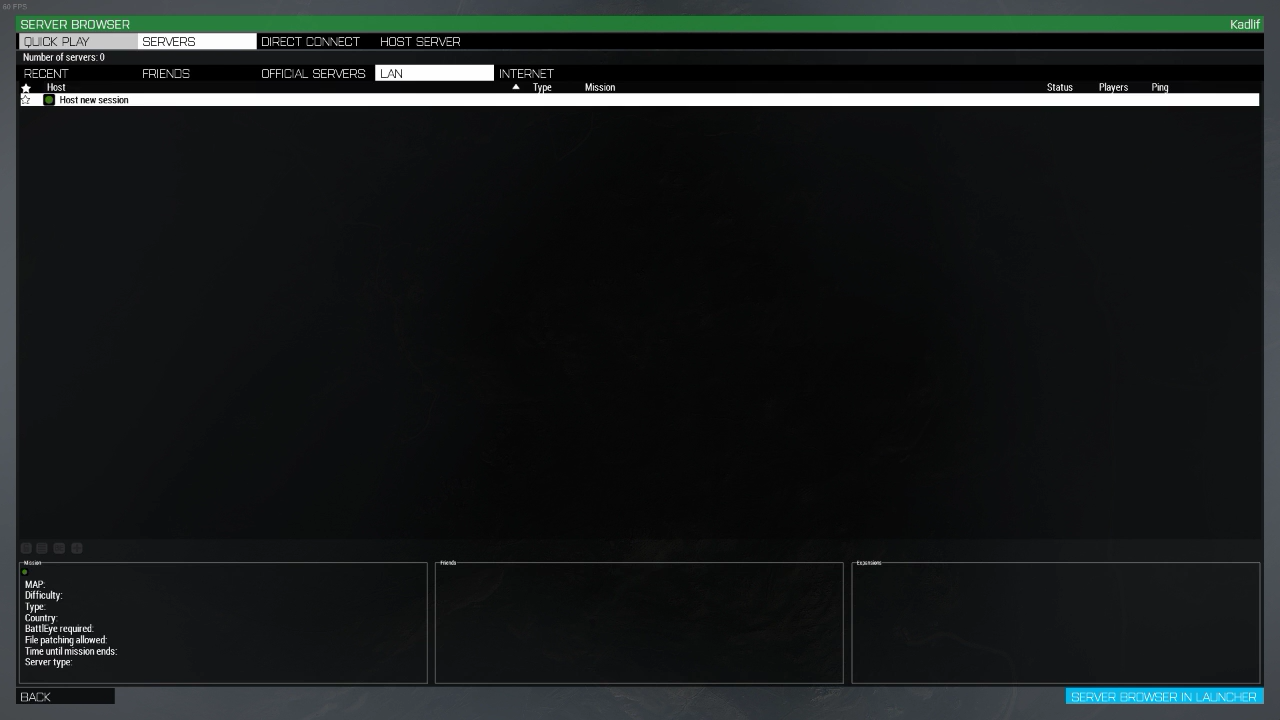 60 FPS
SERVER BROWSER Kadlif
QUICK PLAY SERVERS DIRECT CONNECT HOST SERVER
Number of servers: 0
RECENT FRIENDS OFFICIAL SERVERS LAN INTERNET
Host Type Mission Status Players Ping
Host new session
Mission Friends Expansions
MAP:
Difficulty:
Type:
Country:
BattlEye required:
File patching allowed:
Time until mission ends:
Server type:
BACK SERVER BROWSER IN LAUNCHER